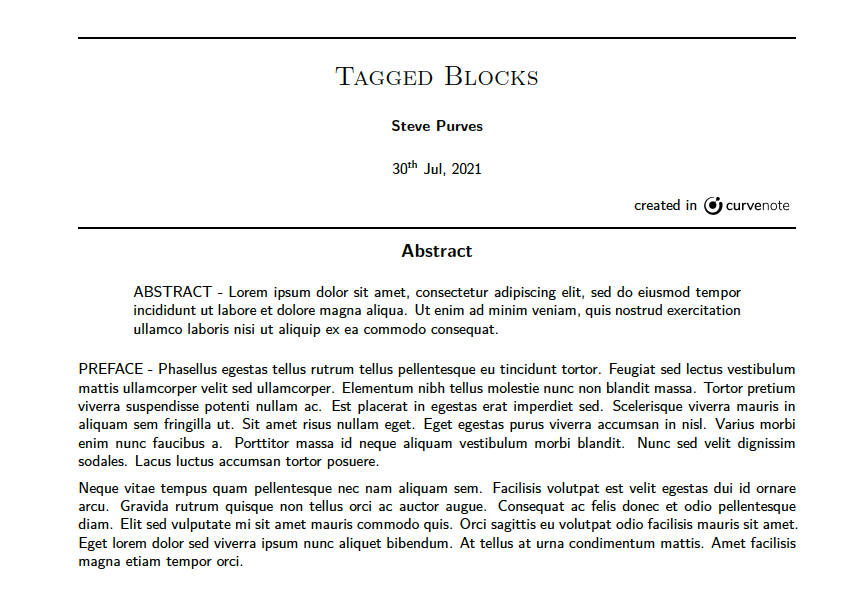 TAGGED BLOCKS
Steve Purves
30th Jul, 2021
created in curvenote
Abstract
ABSTRACT - Lorem ipsum dolor sit amet, consectetur adipiscing elit, sed do eiusmod tempor
incididunt ut labore et dolore magna aliqua. Ut enim ad minim veniam, quis nostrud exercitation
ullamco laboris nisi ut aliquip ex ea commodo consequat.
PREFACE - Phasellus egestas tellus rutrum tellus pellentesque eu tincidunt tortor. Feugiat sed lectus vestibulum
mattis ullamcorper velit sed ullamcorper. Elementum nibh tellus molestie nunc non blandit massa. Tortor pretium
viverra suspendisse potenti nullam ac. Est placerat in egestas erat imperdiet sed. Scelerisque viverra mauris in
aliquam sem fringilla ut. Sit amet risus nullam eget. Eget egestas purus viverra accumsan in nisl. Varius morbi
enim nunc faucibus a. Porttitor massa id neque aliquam vestibulum morbi blandit. Nunc sed velit dignissim
sodales. Lacus luctus accumsan tortor posuere.
Neque vitae tempus quam pellentesque nec nam aliquam sem. Facilisis volutpat est velit egestas dui id ornare
arcu. Gravida rutrum quisque non tellus orci ac auctor augue. Consequat ac felis donec et odio pellentesque
diam. Elit sed vulputate mi sit amet mauris commodo quis. Orci sagittis eu volutpat odio facilisis mauris sit amet.
Eget lorem dolor sed viverra ipsum nunc aliquet bibendum. At tellus at urna condimentum mattis. Amet facilisis
magna etiam tempor orci.